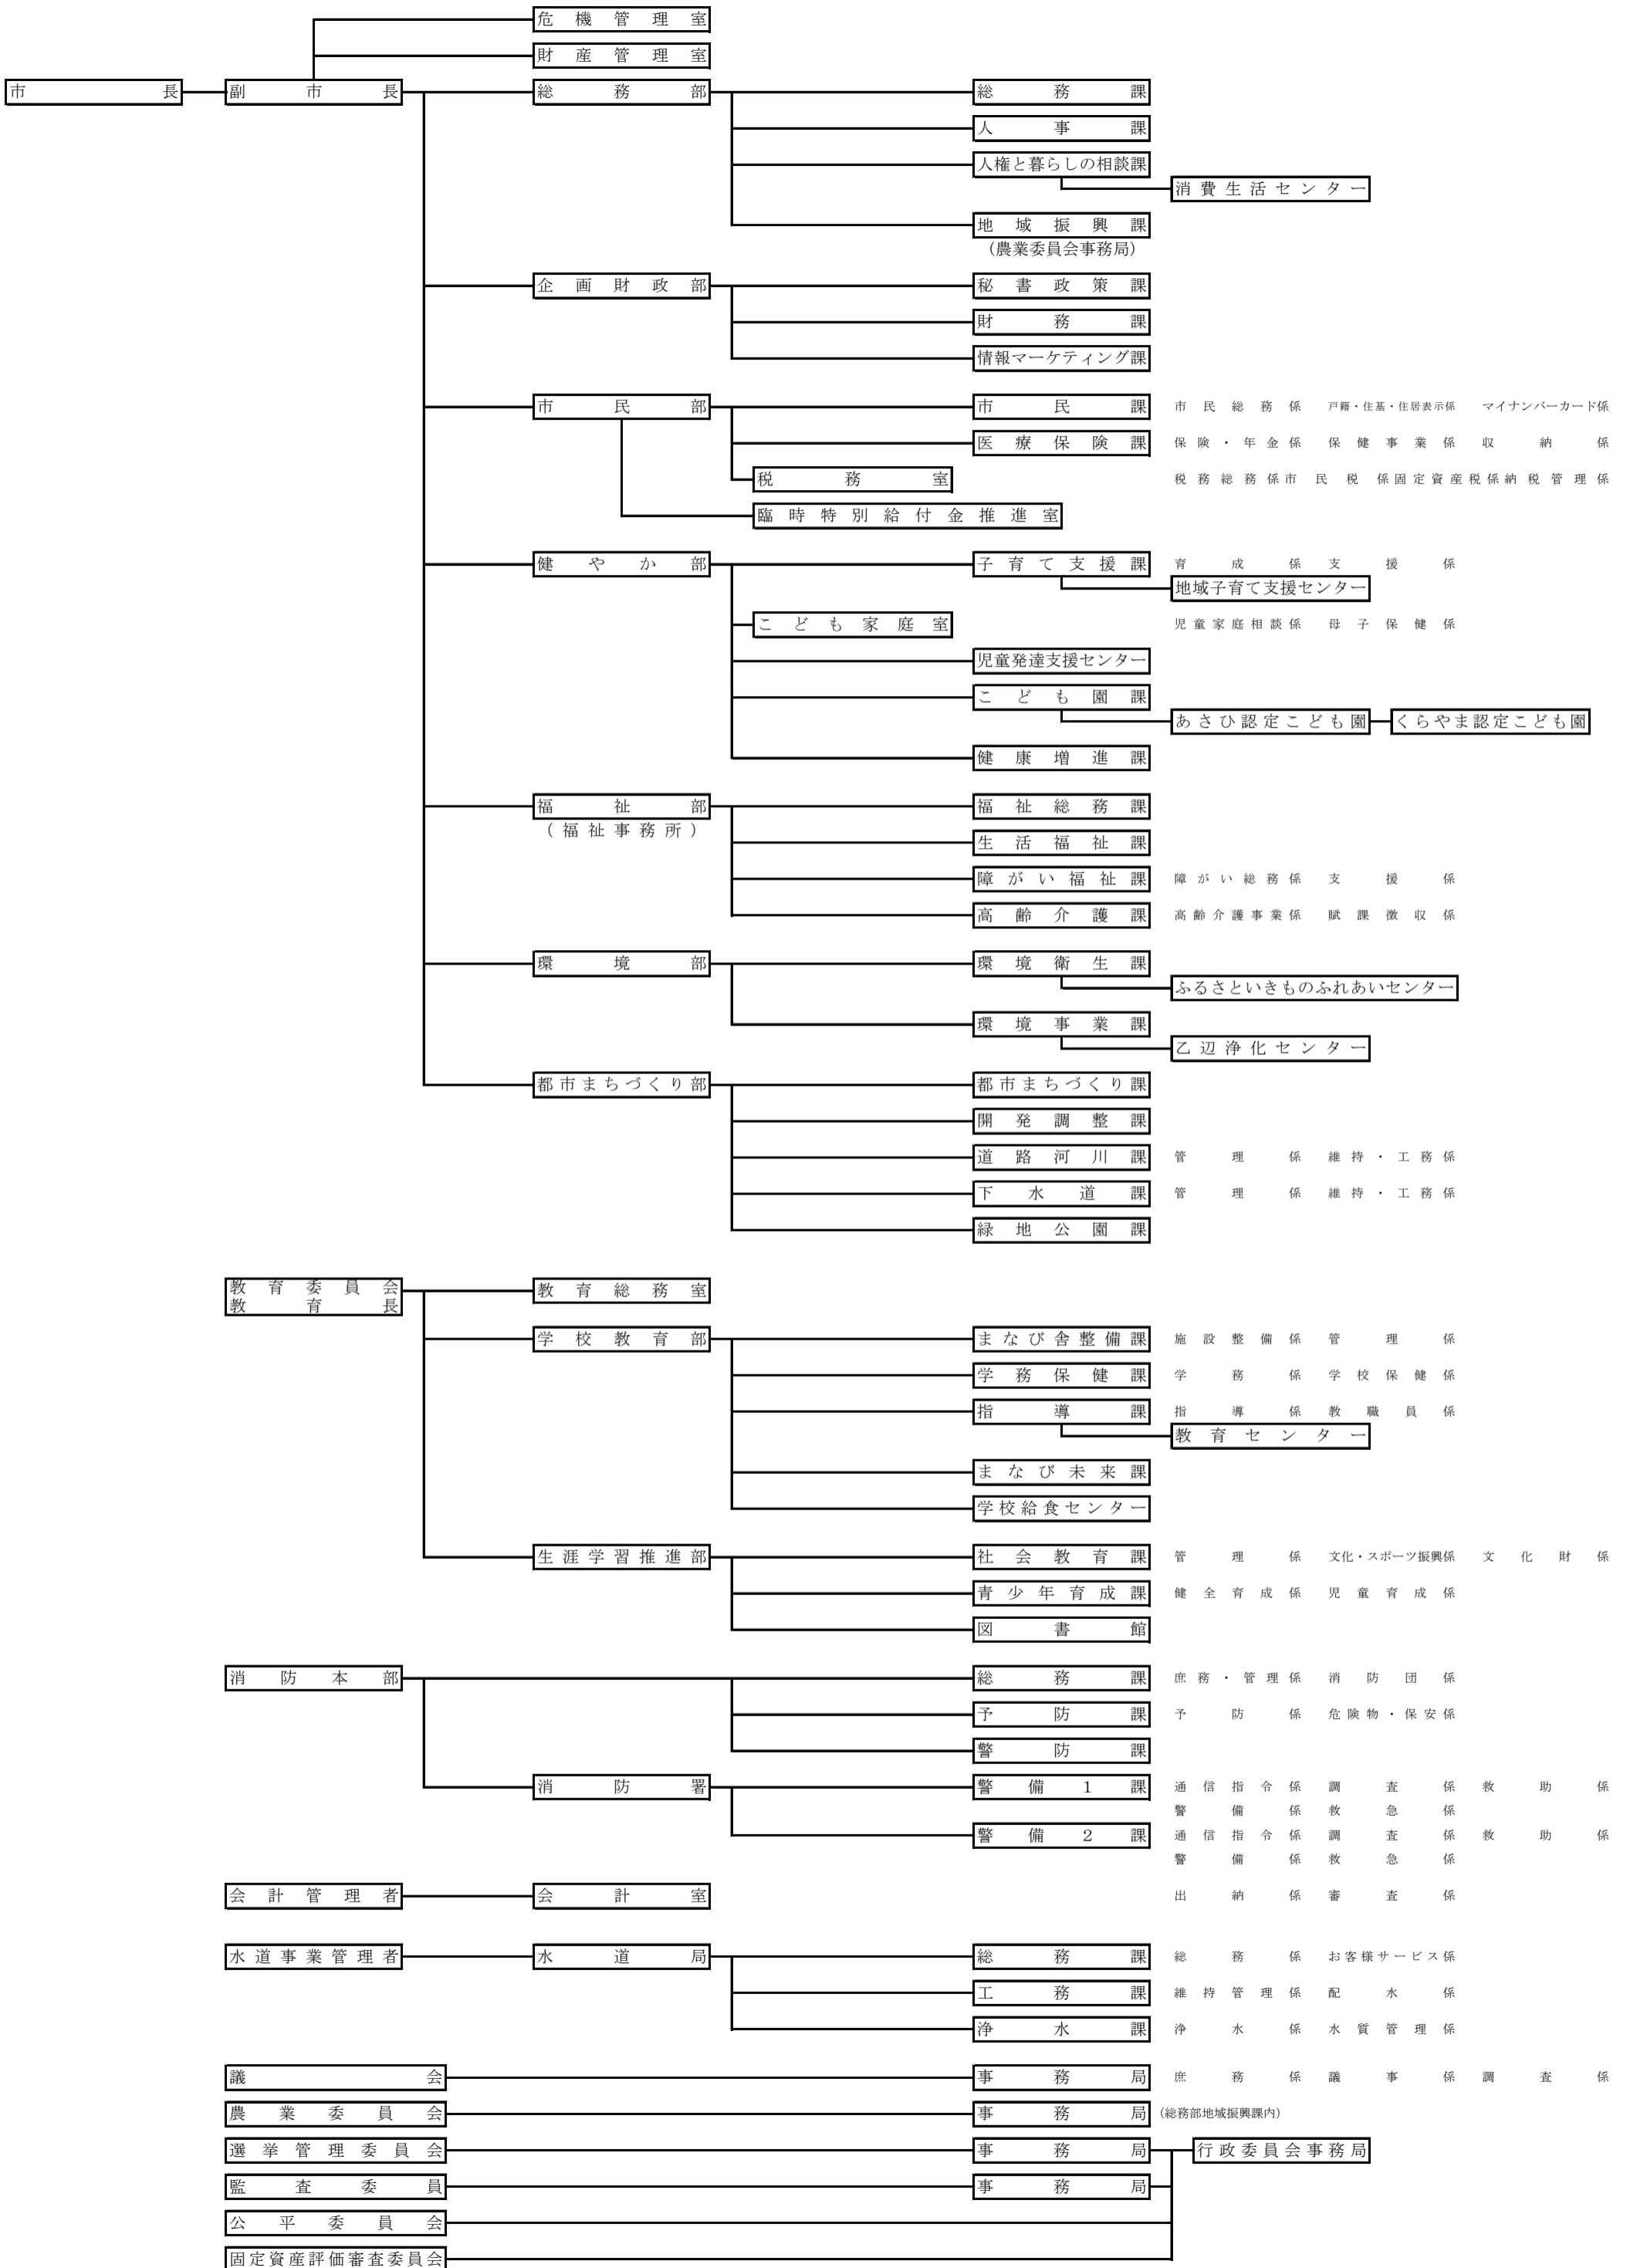 危機管理室
財産管理室
市長 副市長 総務部 総務課
人事課
人権と暮らしの相談課
消費生活センター
地域振興課
（農業委員会事務局）
企画財政部 秘書政策課
財務課
情報マーケティング課
市民部 市民課 市民総務係 戸籍・住基・住居表示係 マイナンバーカード係
医療保険課 保険・年金係 保健事業係 収納係
税務室 税務総務係 市民税係 固定資産税係 納税管理係
臨時特別給付金推進室
健やか部 子育て支援課 育成係 支援係
地域子育て支援センター
こども家庭室 児童家庭相談係 母子保健係
児童発達支援センター
こども園課
あさひ認定こども園 くらやま認定こども園
健康増進課
福祉部 福祉総務課
（福祉事務所）
生活福祉課
障がい福祉課 障がい総務係 支援係
高齢介護課 高齢介護事業係 賦課徴収係
環境部 環境衛生課
ふるさといきものふれあいセンター
環境事業課
乙辺浄化センター
都市まちづくり部 都市まちづくり課
開発調整課
道路河川課 管理係 維持・工務係
下水道課 管理係 維持・工務係
緑地公園課
教育委員会
教育長
教育総務室
学校教育部 まなび舎整備課 施設整備係 管理係
学務保健課 学務係 学校保健係
指導課 指導係 教職員係
教育センター
まなび未来課
学校給食センター
生涯学習推進部 社会教育課 管理係 文化・スポーツ振興係 文化財係
青少年育成課 健全育成係 児童育成係
図書館
消防本部 総務課 庶務・管理係 消防団係
予防課 予防係 危険物・保安係
警防課
消防署 警備1課 通信指令係 調査係 救助係
警備係 救急係
警備2課 通信指令係 調査係 救助係
警備係 救急係
会計管理者 会計室 出納係 審査係
水道事業管理者 水道局 総務課 総務係 お客様サービス係
工務課 維持管理係 配水係
浄水課 浄水係 水質管理係
議会 事務局 庶務係 議事係 調査係
農業委員会 事務局 （総務部地域振興課内）
選挙管理委員会 事務局 行政委員会事務局
監査委員 事務局
公平委員会
固定資産評価審査委員会